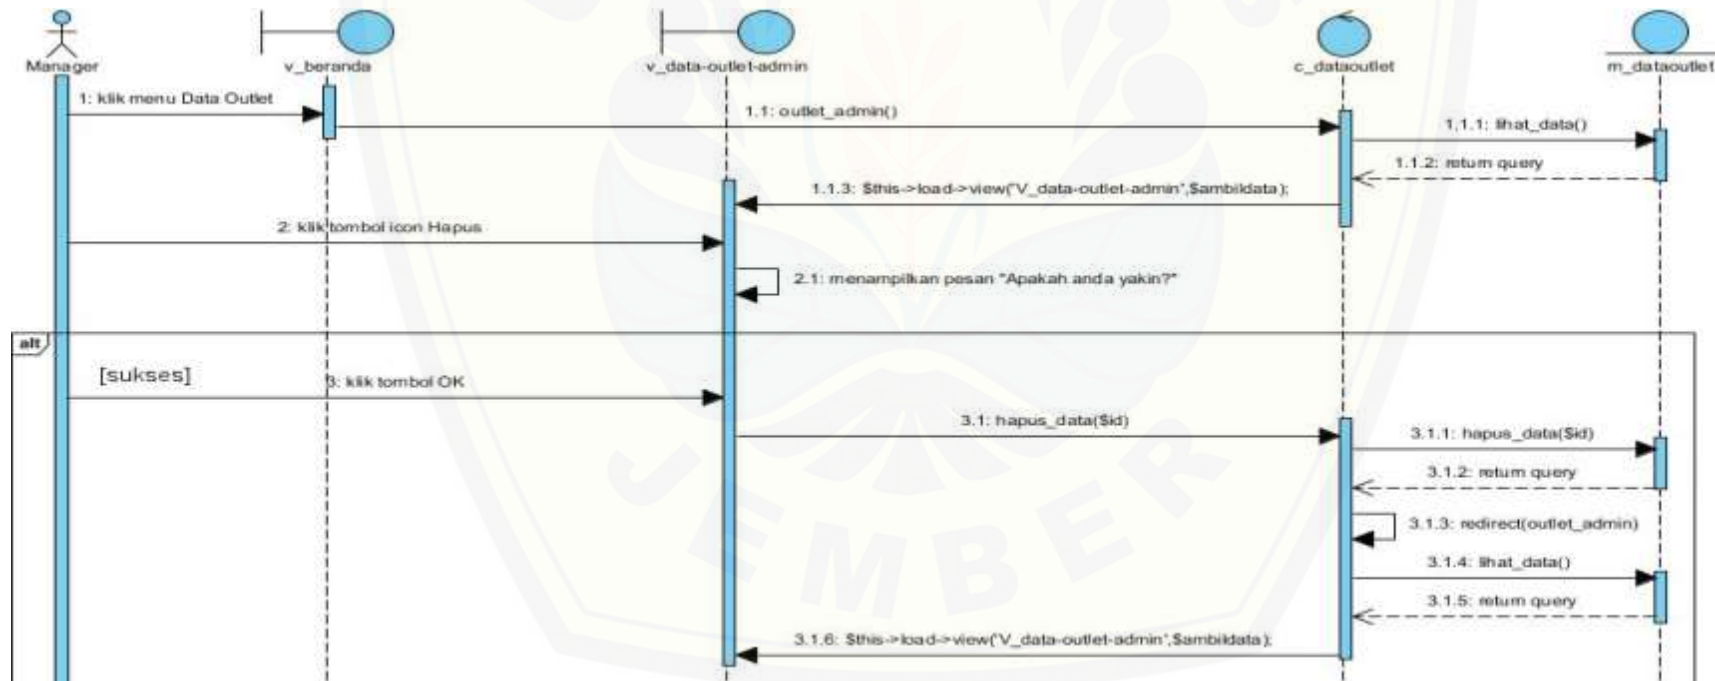 Manager
v_beranda
v_data-outlet-admin
c_dataoutlet
m_dataoutlet
1: klik menu Data Outlet
1.1: outlet_admin()
1.1.1: lihat_data()
1.1.2: return query
1.1.3: $this->load->view('V_data-outlet-admin',$ambildata);
2: klik tombol icon Hapus
2.1: menampilkan pesan "Apakah anda yakin?"
alt
[sukses]
3: klik tombol OK
3.1: hapus_data($id)
3.1.1: hapus_data($id)
3.1.2: return query
3.1.3: redirect(outlet_admin)
3.1.4: lihat_data()
3.1.5: return query
3.1.6: $this->load->view('V_data-outlet-admin',$ambildata);
JEMBER